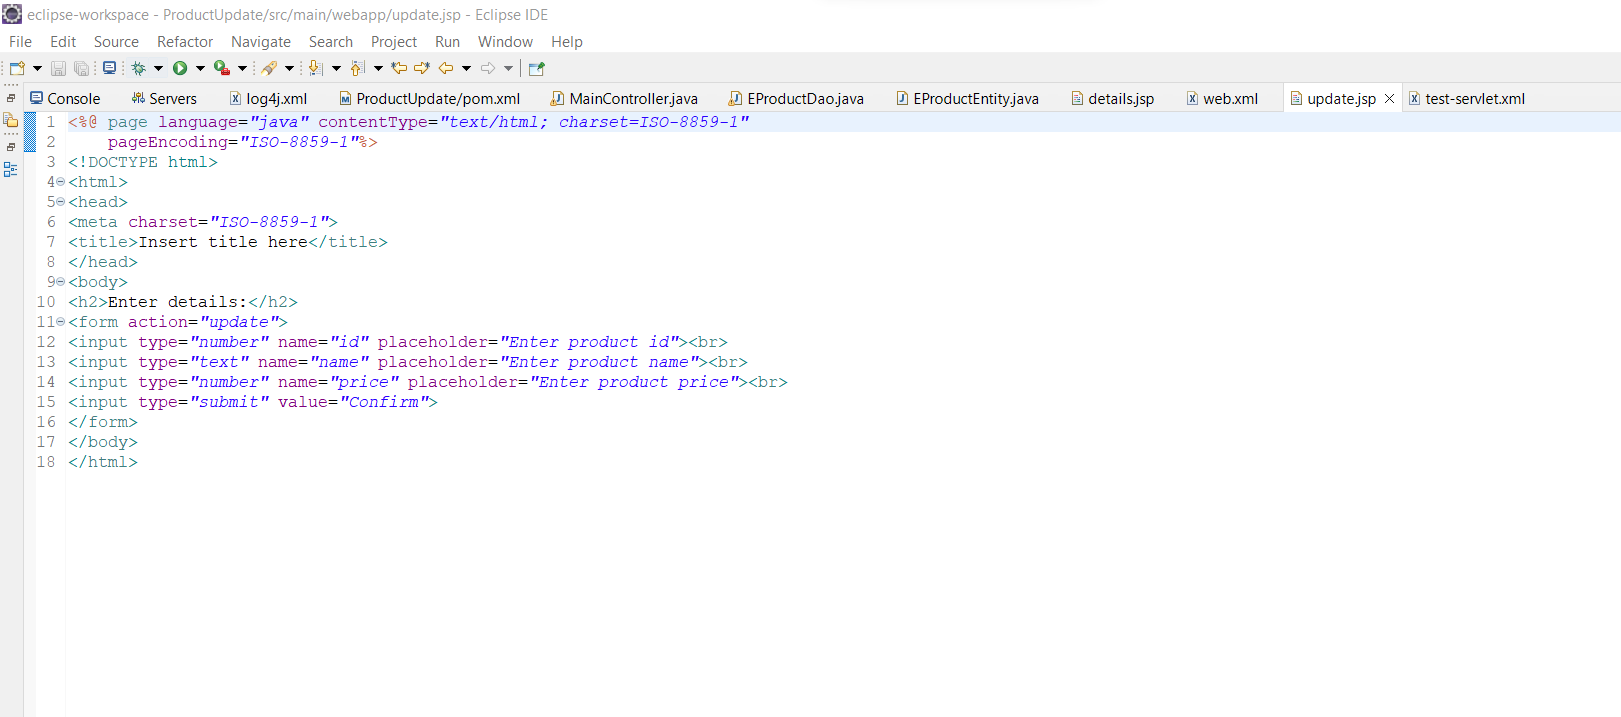 eclipse-workspace - ProductUpdate/src/main/webapp/update.jsp - Eclipse IDE
File Edit Source Refactor Navigate Search Project Run Window Help
Console Servers log4j.xml ProductUpdate/pom.xml MainController.java EProductDao.java EProductEntity.java details.jsp web.xml update.jsp test-servlet.xml
1 <%@ page language="java" contentType="text/html; charset=ISO-8859-1"
2     pageEncoding="ISO-8859-1"%>
3 <!DOCTYPE html>
4 <html>
5 <head>
6 <meta charset="ISO-8859-1">
7 <title>Insert title here</title>
8 </head>
9 <body>
10 <h2>Enter details:</h2>
11 <form action="update">
12 <input type="number" name="id" placeholder="Enter product id"><br>
13 <input type="text" name="name" placeholder="Enter product name"><br>
14 <input type="number" name="price" placeholder="Enter product price"><br>
15 <input type="submit" value="Confirm">
16 </form>
17 </body>
18 </html>